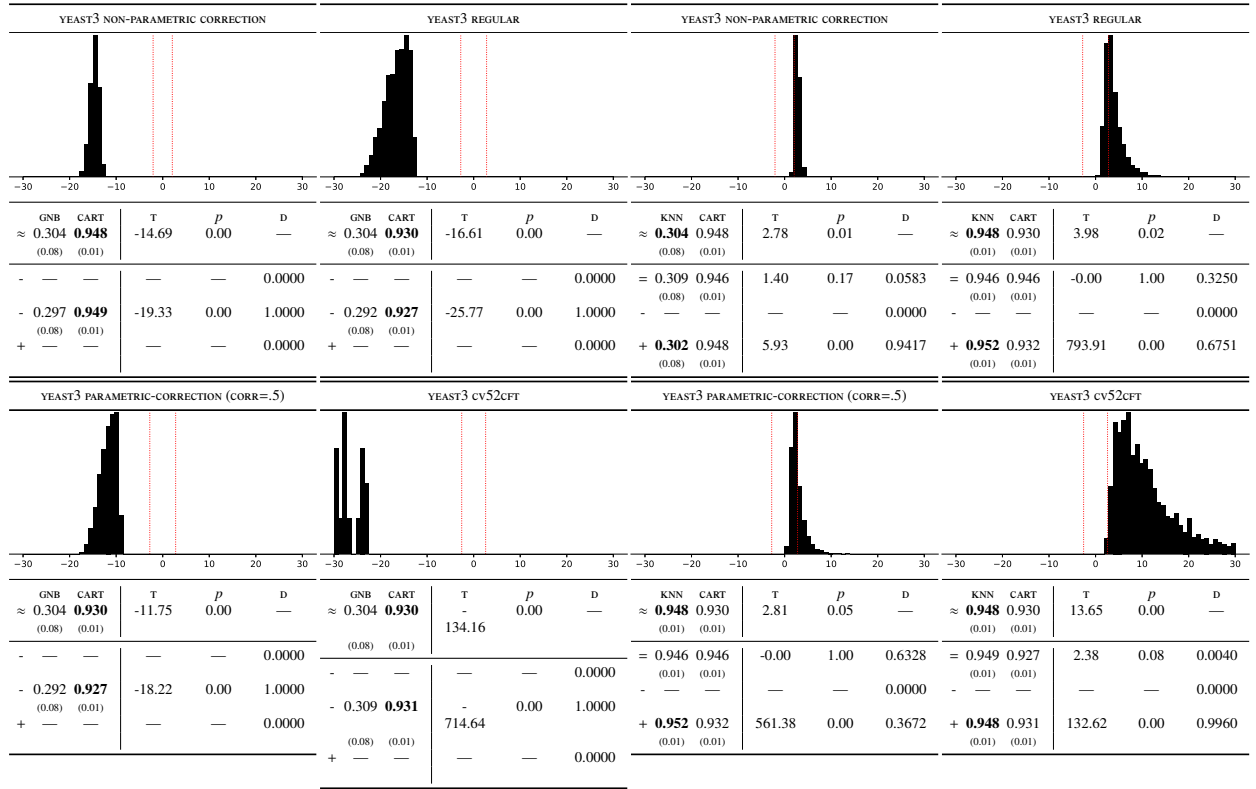 YEAST3 NON-PARAMETRIC CORRECTION
−30 −20 −10 0 10 20 30
GNB CART T p D
≈ 0.304 0.948 -14.69 0.00 —
(0.08) (0.01)
- — — — — 0.0000
- 0.297 0.949 -19.33 0.00 1.0000
(0.08) (0.01)
+ — — — — 0.0000
YEAST3 REGULAR
−30 −20 −10 0 10 20 30
GNB CART T p D
≈ 0.304 0.930 -16.61 0.00 —
(0.08) (0.01)
- — — — — 0.0000
- 0.292 0.927 -25.77 0.00 1.0000
(0.08) (0.01)
+ — — — — 0.0000
YEAST3 NON-PARAMETRIC CORRECTION
−30 −20 −10 0 10 20 30
KNN CART T p D
≈ 0.304 0.948 2.78 0.01 —
(0.08) (0.01)
= 0.309 0.946 1.40 0.17 0.0583
(0.08) (0.01)
- — — — — 0.0000
+ 0.302 0.948 5.93 0.00 0.9417
(0.08) (0.01)
YEAST3 REGULAR
−30 −20 −10 0 10 20 30
KNN CART T p D
≈ 0.948 0.930 3.98 0.02 —
(0.01) (0.01)
= 0.946 0.946 -0.00 1.00 0.3250
(0.01) (0.01)
- — — — — 0.0000
+ 0.952 0.932 793.91 0.00 0.6751
(0.01) (0.01)
YEAST3 PARAMETRIC-CORRECTION (CORR=.5)
−30 −20 −10 0 10 20 30
GNB CART T p D
≈ 0.304 0.930 -11.75 0.00 —
(0.08) (0.01)
- — — — — 0.0000
- 0.292 0.927 -18.22 0.00 1.0000
(0.08) (0.01)
+ — — — — 0.0000
YEAST3 CV52CFT
−30 −20 −10 0 10 20 30
GNB CART T p D
≈ 0.304 0.930 - 0.00 —
134.16
(0.08) (0.01)
- — — — — 0.0000
- 0.309 0.931 - 0.00 1.0000
714.64
(0.08) (0.01)
+ — — — — 0.0000
YEAST3 PARAMETRIC-CORRECTION (CORR=.5)
−30 −20 −10 0 10 20 30
KNN CART T p D
≈ 0.948 0.930 2.81 0.05 —
(0.01) (0.01)
= 0.946 0.946 -0.00 1.00 0.6328
(0.01) (0.01)
- — — — — 0.0000
+ 0.952 0.932 561.38 0.00 0.3672
(0.01) (0.01)
YEAST3 CV52CFT
−30 −20 −10 0 10 20 30
KNN CART T p D
≈ 0.948 0.930 13.65 0.00 —
(0.01) (0.01)
= 0.949 0.927 2.38 0.08 0.0040
(0.01) (0.01)
- — — — — 0.0000
+ 0.948 0.931 132.62 0.00 0.9960
(0.01) (0.01)